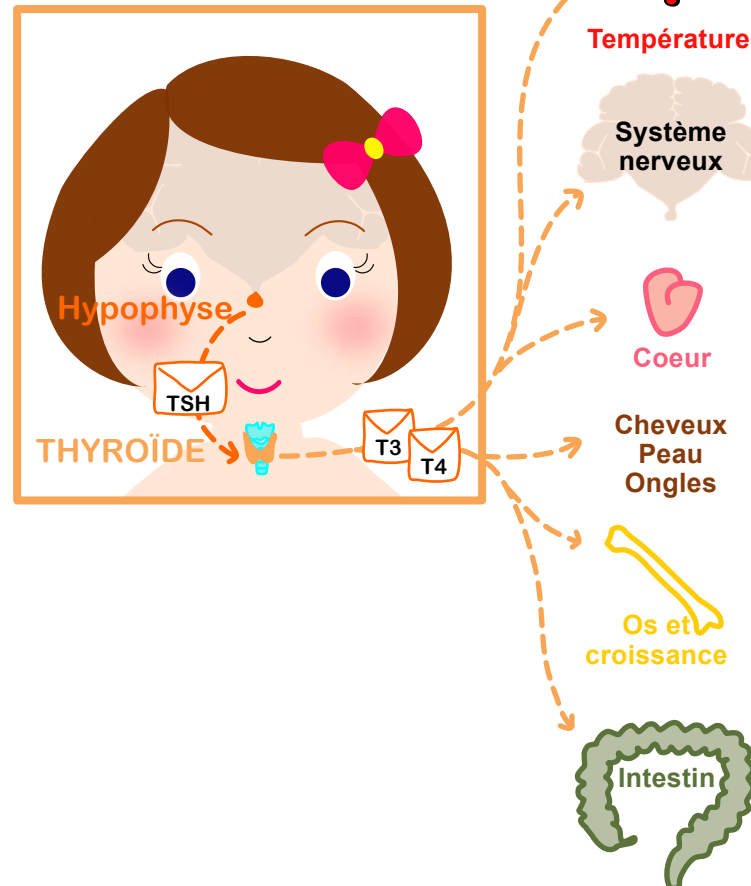 Température
Système
nerveux
Hypophyse
Coeur
TSH
THYROÏDE
T3
T4
Cheveux
Peau
Ongles
Os et
croissance
Intestin